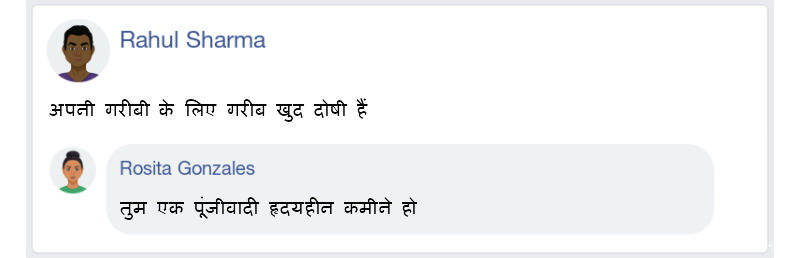 Rahul Sharma
अपनी गरीबी के लिए गरीब खुद दोषी हैं
Rosita Gonzales
तुम एक पूंजीवादी हृदयहीन कमीने हो